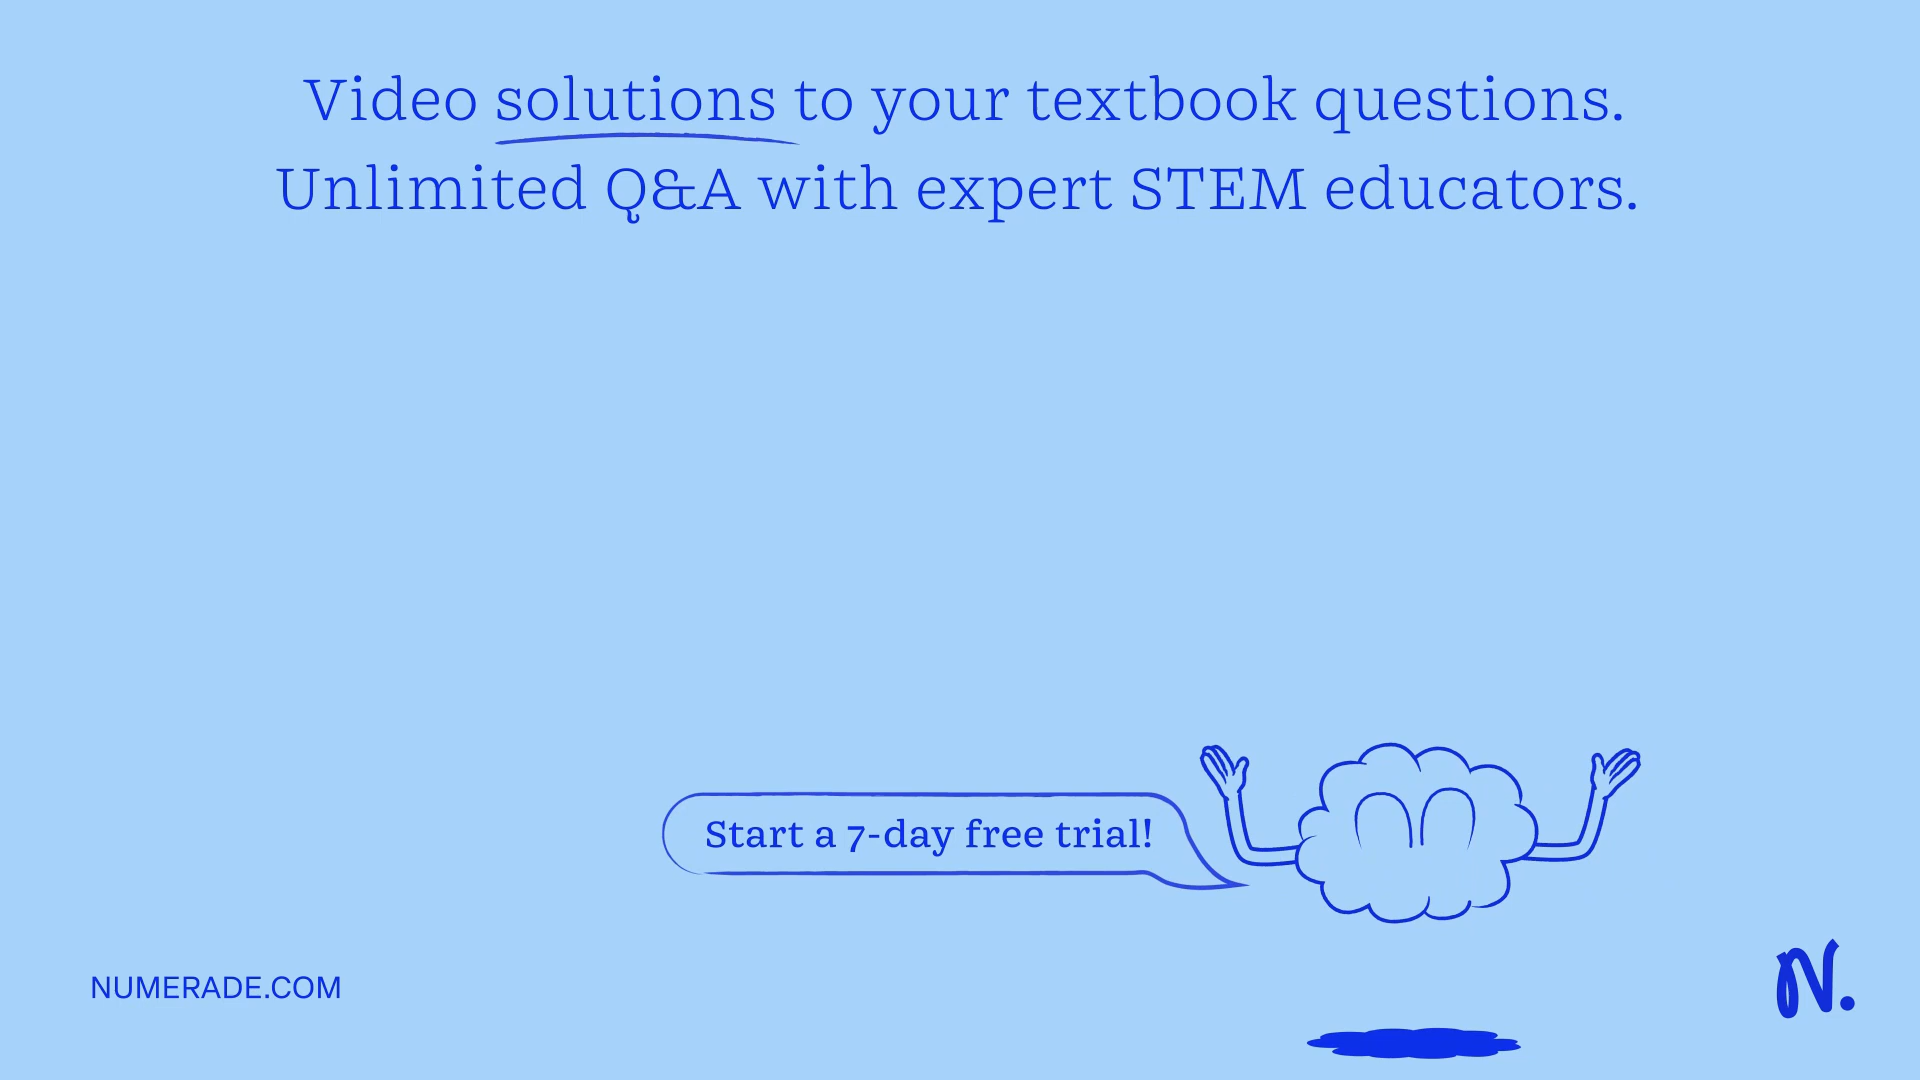 Video solutions to your textbook questions.
Unlimited Q&A with expert STEM educators.
Start a 7-day free trial!
NUMERADE.COM
N.